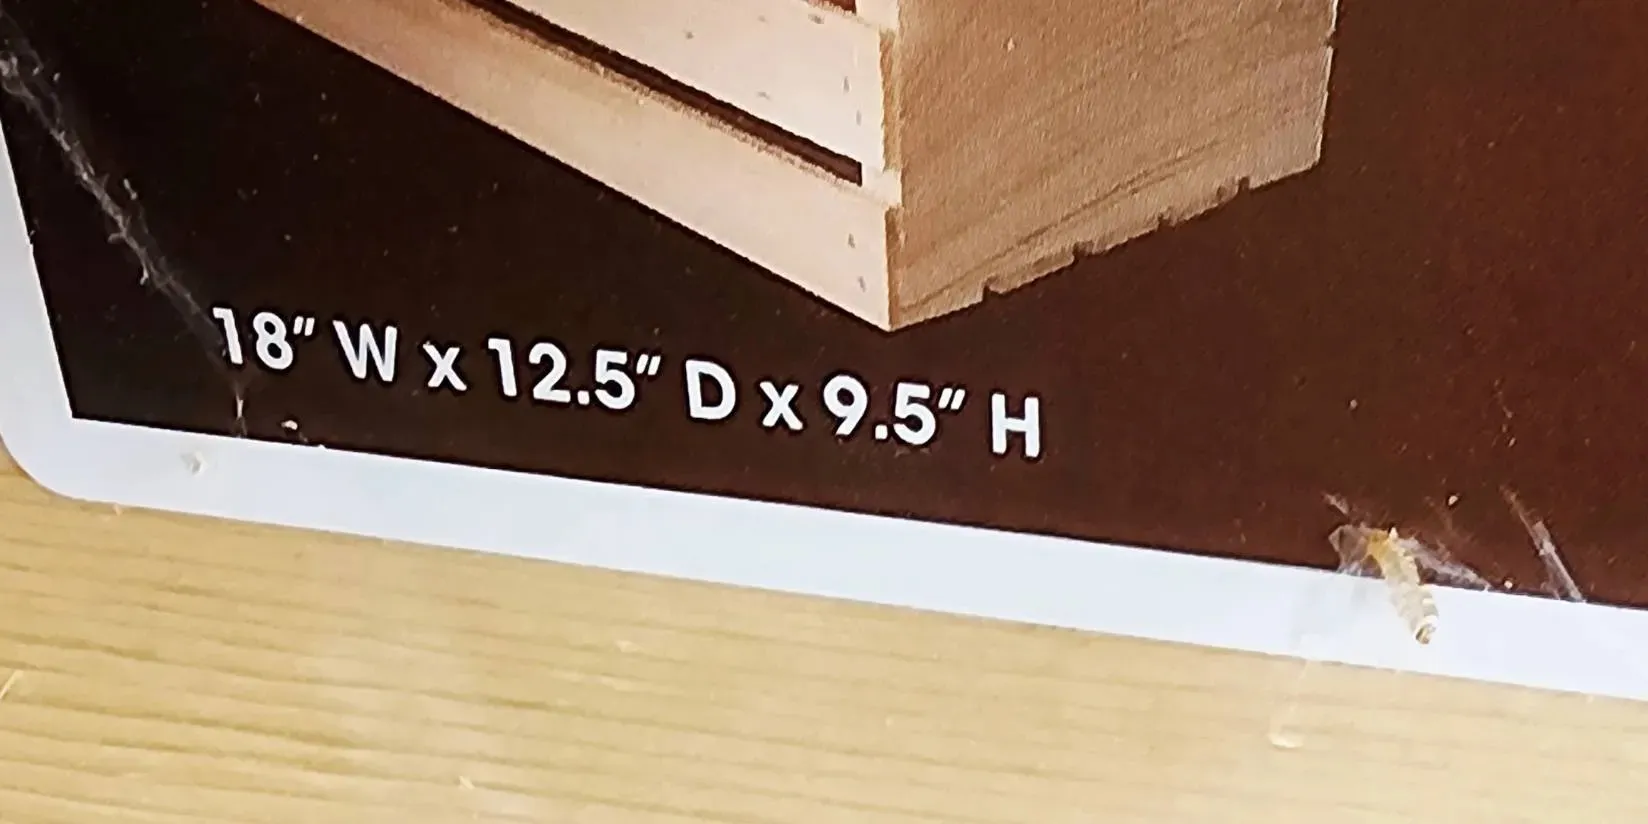 18" W x 12.5" D x 9.5" H